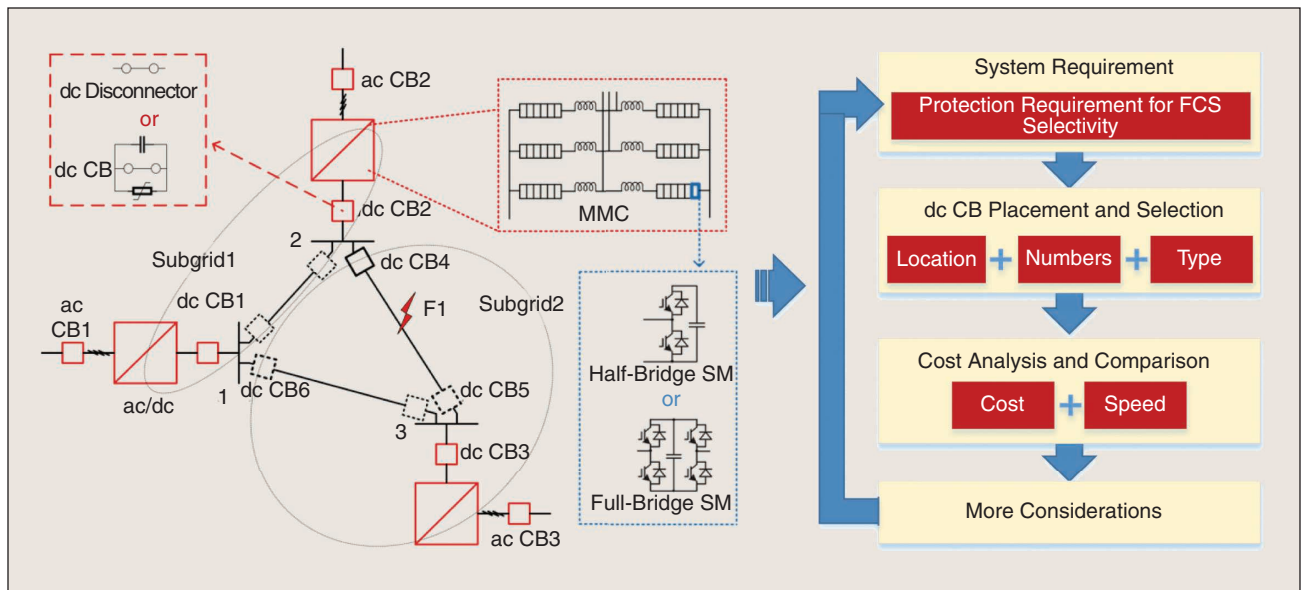 dc Disconnector
or
dc CB
ac CB2
dc CB2
MMC
2
dc CB4
Subgrid1
Subgrid2
F1
dc CB1
ac
CB1
ac/dc
1
dc CB6
dc CB5
3
dc CB3
ac CB3
Half-Bridge SM
or
Full-Bridge SM
System Requirement
Protection Requirement for FCS
Selectivity
dc CB Placement and Selection
Location + Numbers + Type
Cost Analysis and Comparison
Cost + Speed
More Considerations